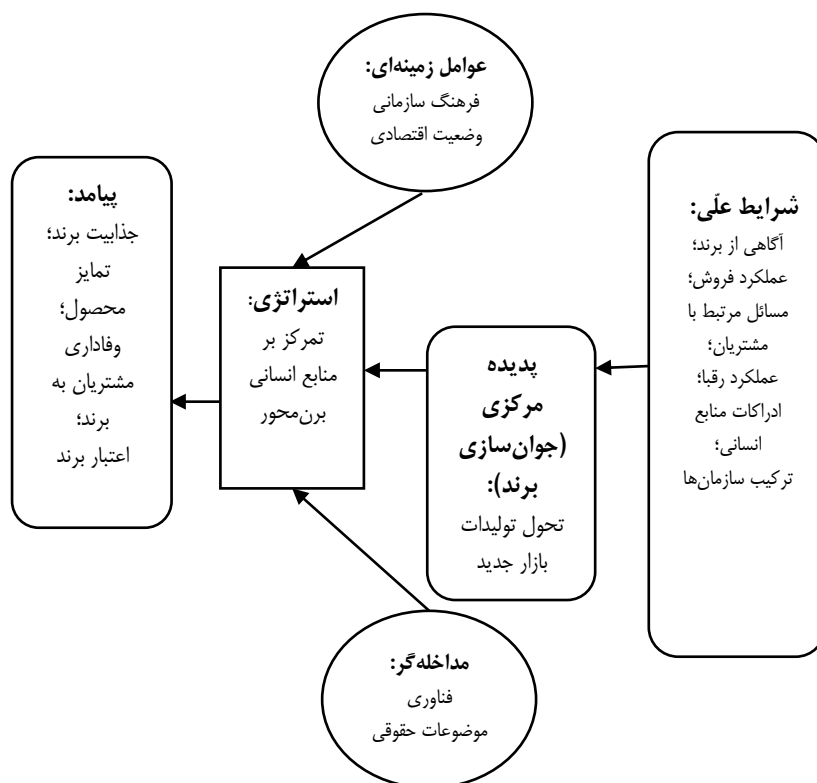 عوامل زمینه‌ای:
فرهنگ سازمانی
وضعیت اقتصادی
شرایط علّی:
آگاهی از برند؛
عملکرد فروش؛
مسائل مرتبط با
مشتریان؛
عملکرد رقبا؛
ادراکات منابع
انسانی؛
ترکیب سازمان‌ها
پدیده
مرکزی
(جوان‌سازی
برند):
تحول تولیدات
بازار جدید
استراتژی:
تمرکز بر
منابع انسانی
برن‌محور
پیامد:
جذابیت برند؛
تمایز
محصول؛
وفاداری
مشتریان به
برند؛
اعتبار برند
مداخله‌گر:
فناوری
موضوعات حقوقی